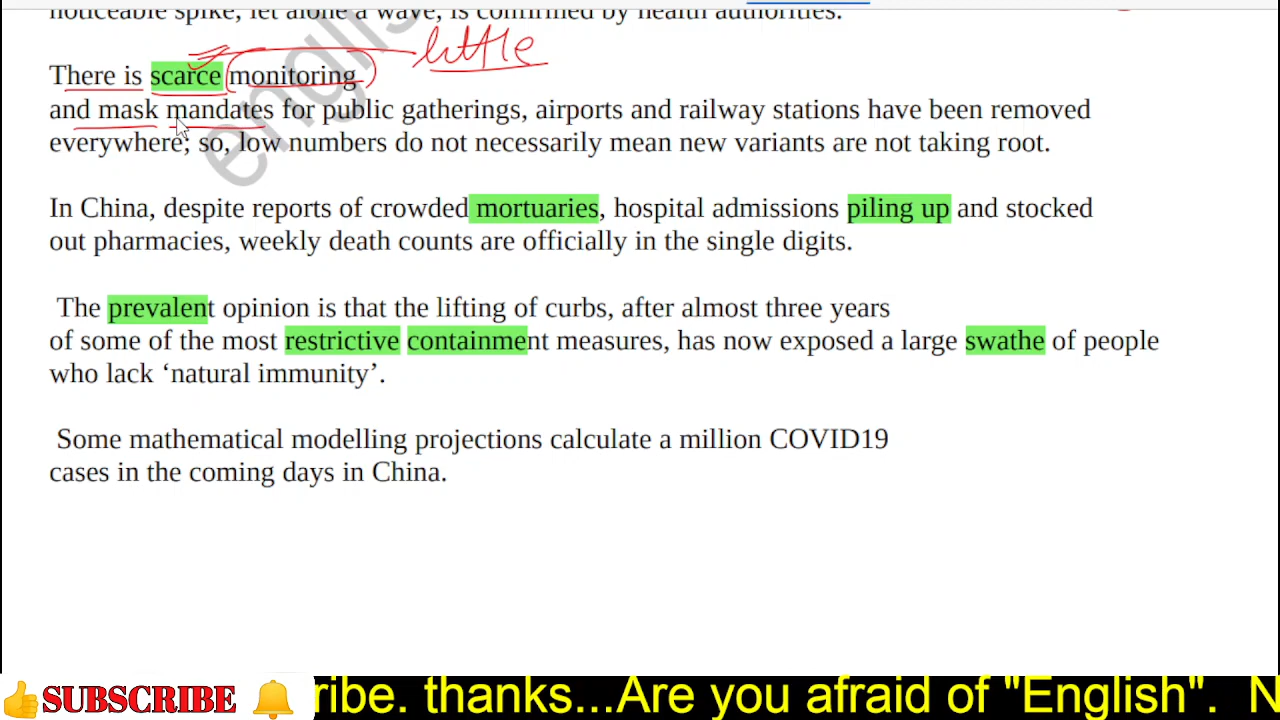 noticeable spike, let alone a wave, is confirmed by health authorities.
little
There is scarce monitoring
and mask mandates for public gatherings, airports and railway stations have been removed
everywhere; so, low numbers do not necessarily mean new variants are not taking root.
englis
In China, despite reports of crowded mortuaries, hospital admissions piling up and stocked
out pharmacies, weekly death counts are officially in the single digits.
The prevalent opinion is that the lifting of curbs, after almost three years
of some of the most restrictive containment measures, has now exposed a large swathe of people
who lack ‘natural immunity’.
Some mathematical modelling projections calculate a million COVID19
cases in the coming days in China.
SUBSCRIBE ribe. thanks...Are you afraid of "English". N